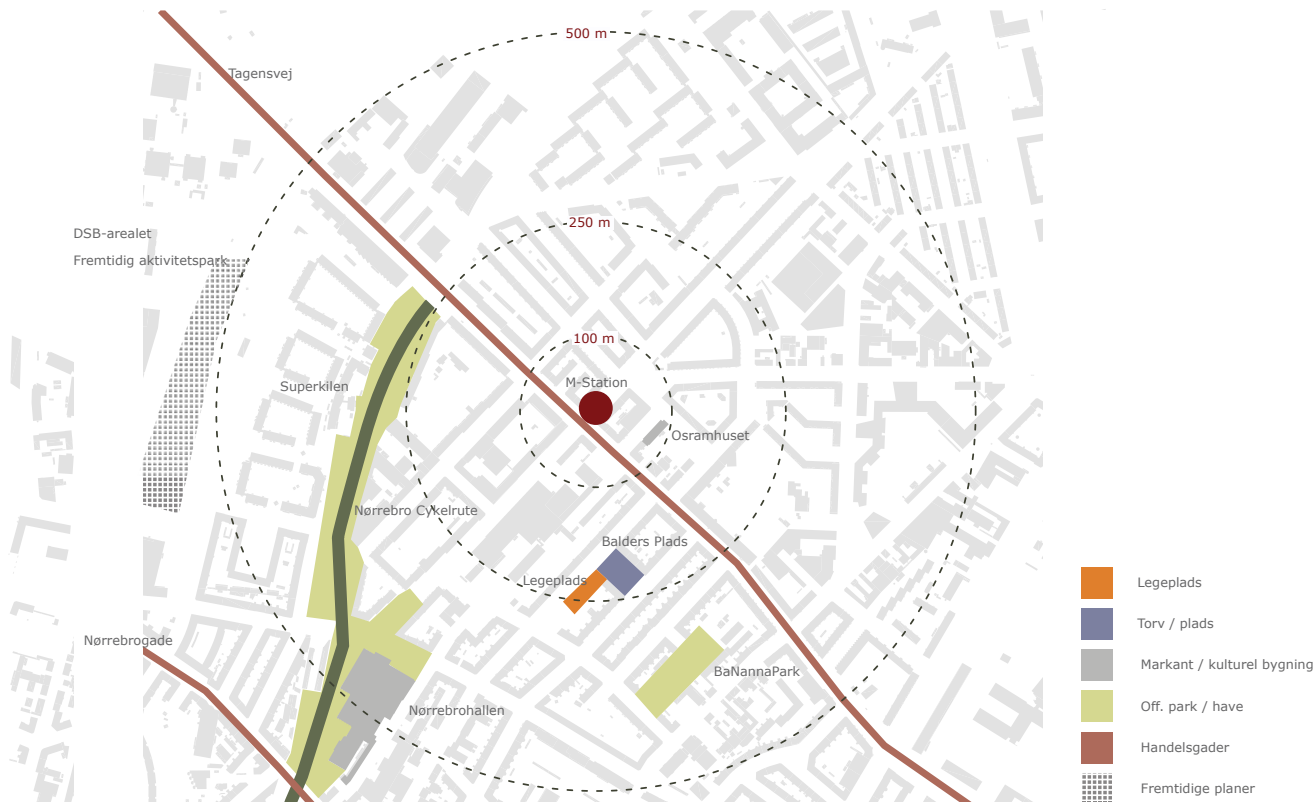 500 m
Tagensvej
250 m
DSB-arealet
Fremtidig aktivitetspark
100 m
M-Station
Superkilen
Osramhuset
Nørrebro Cykelrute
Balders Plads
Legeplads
Nørrebrogade
BaNannaPark
Nørrebrohallen
Legeplads
Torv / plads
Markant / kulturel bygning
Off. park / have
Handelsgader
Fremtidige planer